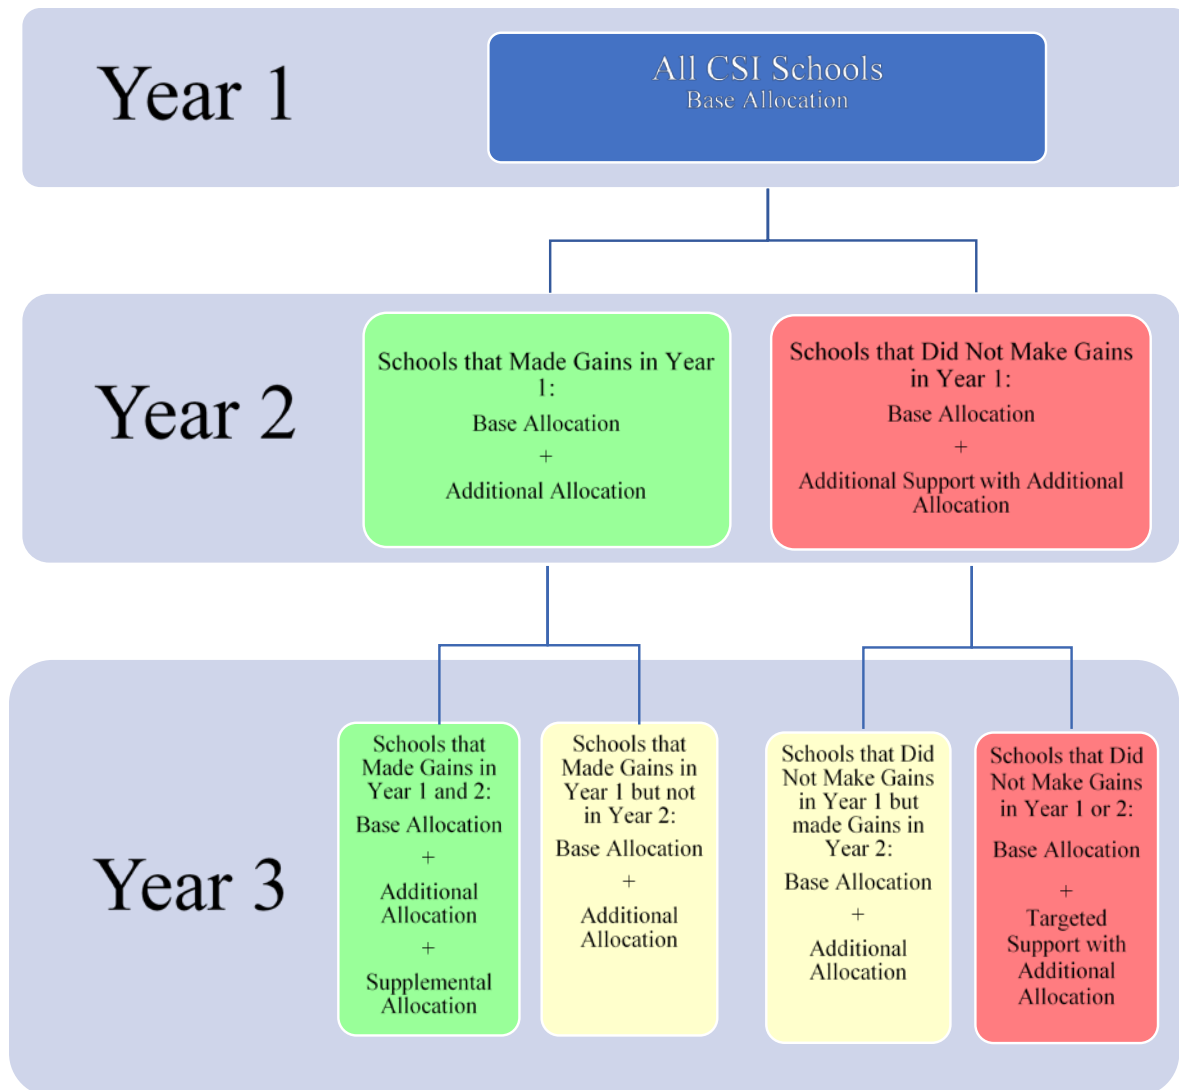 Year 1
All CSI Schools
Base Allocation
Year 2
Schools that Made Gains in Year
1:
Base Allocation
+
Additional Allocation
Schools that Did Not Make Gains
in Year 1:
Base Allocation
+
Additional Support with Additional
Allocation
Year 3
Schools that
Made Gains in
Year 1 and 2:
Base Allocation
+
Additional
Allocation
+
Supplemental
Allocation
Schools that
Made Gains in
Year 1 but not
in Year 2:
Base Allocation
+
Additional
Allocation
Schools that Did
Not Make Gains
in Year 1 but
made Gains in
Year 2:
Base Allocation
+
Additional
Allocation
Schools that Did
Not Make Gains
in Year 1 or 2:
Base Allocation
+
Targeted
Support with
Additional
Allocation